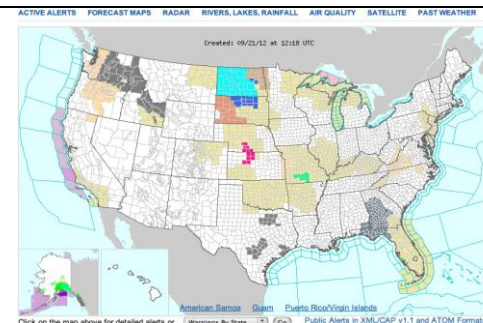 ACTIVE ALERTS FORECAST MAPS RADAR RIVERS, LAKES, RAINFALL AIR QUALITY SATELLITE PAST WEATHER
Created: 09/21/12 at 12:18 UTC
American Samoa Guam Puerto Rico/Virgin Islands
Click on the map above for detailed alerts or Warnings By State Go Public Alerts in XML/CAP v1.1 and ATOM Formats